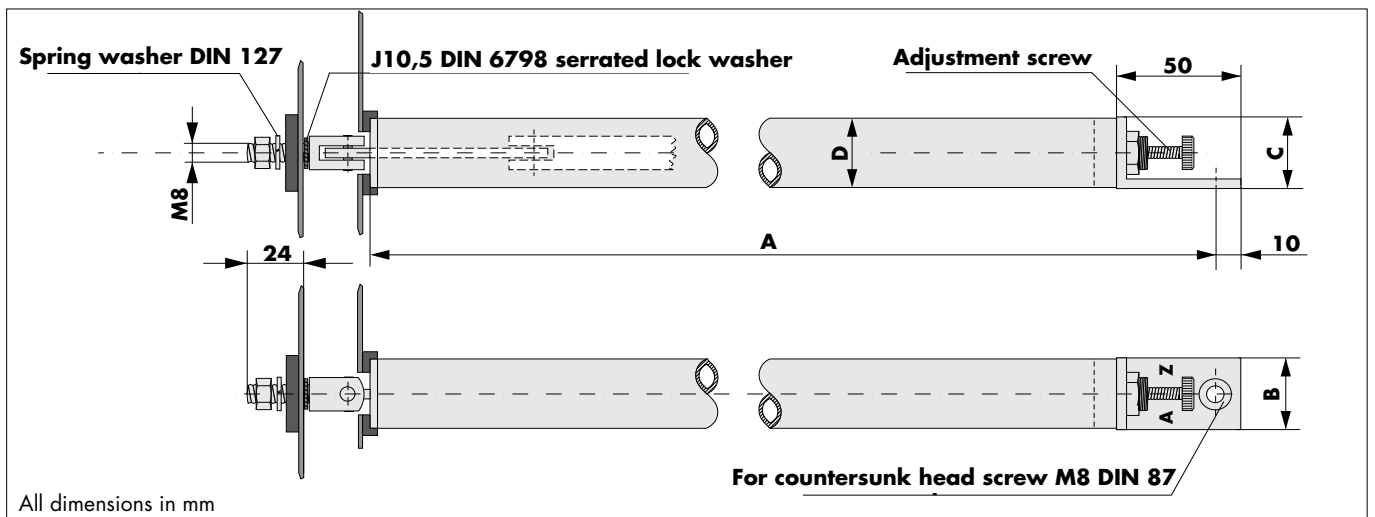 Spring washer DIN 127
J10,5 DIN 6798 serrated lock washer
Adjustment screw
50
D
C
M8
A
24
10
Z
A
B
For countersunk head screw M8 DIN 87
All dimensions in mm